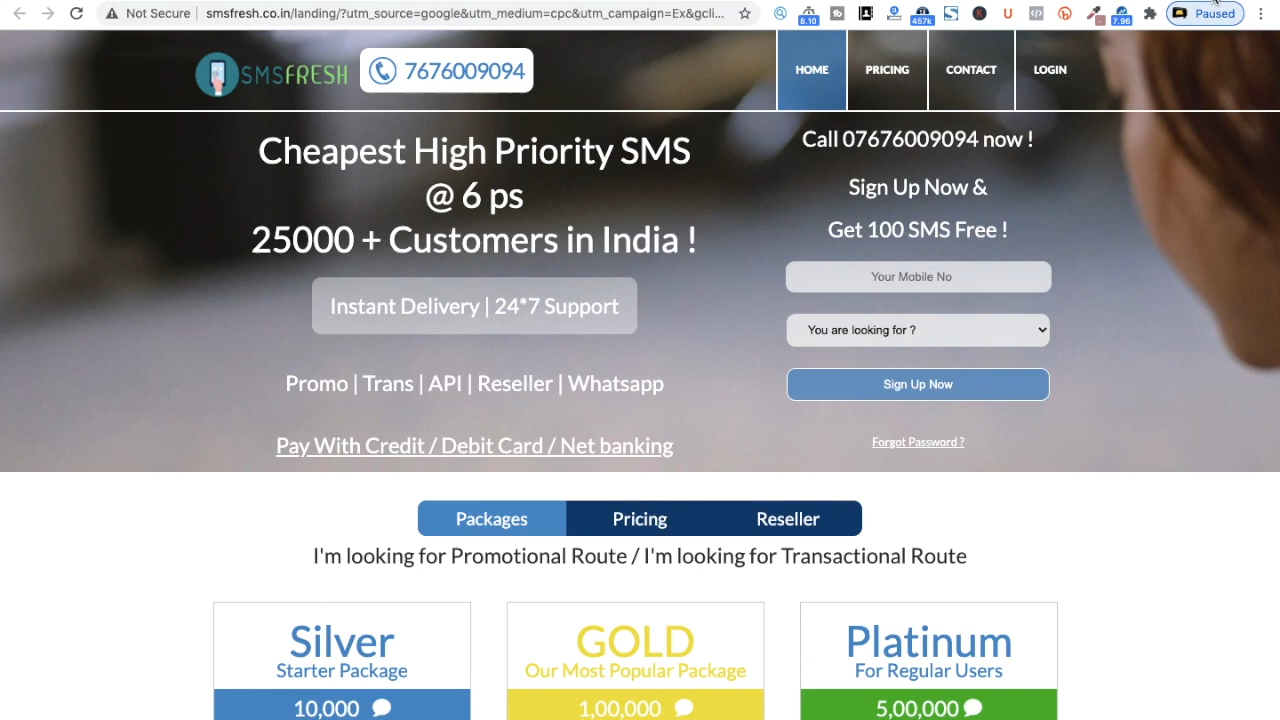 Not Secure | smsfresh.co.in/landing/?utm_source=google&utm_medium=cpc&utm_campaign=Ex&gcli...
8.10
457k
7.96
Paused
SMSFRESH
7676009094
HOME
PRICING
CONTACT
LOGIN
Cheapest High Priority SMS
@ 6 ps
25000 + Customers in India !
Instant Delivery | 24*7 Support
Promo | Trans | API | Reseller | Whatsapp
Pay With Credit / Debit Card / Net banking
Call 07676009094 now !
Sign Up Now &
Get 100 SMS Free !
Your Mobile No
You are looking for ?
Sign Up Now
Forgot Password ?
Packages
Pricing
Reseller
I'm looking for Promotional Route / I'm looking for Transactional Route
Silver
Starter Package
10,000
GOLD
Our Most Popular Package
1,00,000
Platinum
For Regular Users
5,00,000